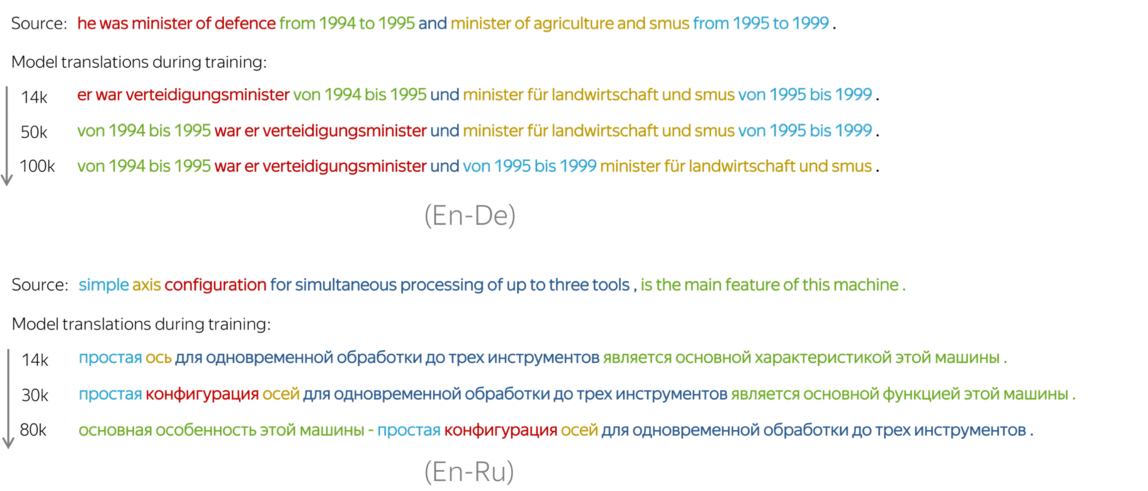 Source: he was minister of defence from 1994 to 1995 and minister of agriculture and smus from 1995 to 1999 .
Model translations during training:
14k er war verteidigungsminister von 1994 bis 1995 und minister für landwirtschaft und smus von 1995 bis 1999 .
50k von 1994 bis 1995 war er verteidigungsminister und minister für landwirtschaft und smus von 1995 bis 1999 .
100k von 1994 bis 1995 war er verteidigungsminister und von 1995 bis 1999 minister für landwirtschaft und smus .
(En-De)
Source: simple axis configuration for simultaneous processing of up to three tools , is the main feature of this machine .
Model translations during training:
14k простая ось для одновременной обработки до трех инструментов является основной характеристикой этой машины .
30k простая конфигурация осей для одновременной обработки до трех инструментов является основной функцией этой машины .
80k основная особенность этой машины - простая конфигурация осей для одновременной обработки до трех инструментов .
(En-Ru)